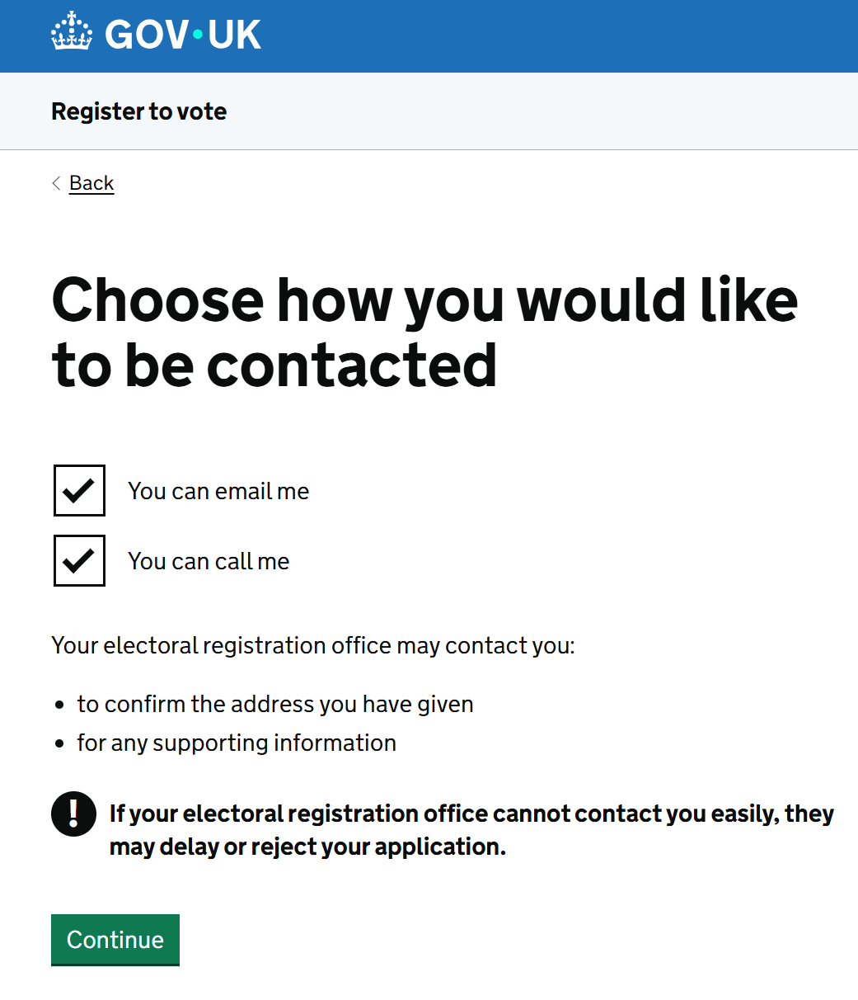 GOV•UK
Register to vote
Back
Choose how you would like
to be contacted
You can email me
You can call me
Your electoral registration office may contact you:
• to confirm the address you have given
• for any supporting information
! If your electoral registration office cannot contact you easily, they
may delay or reject your application.
Continue